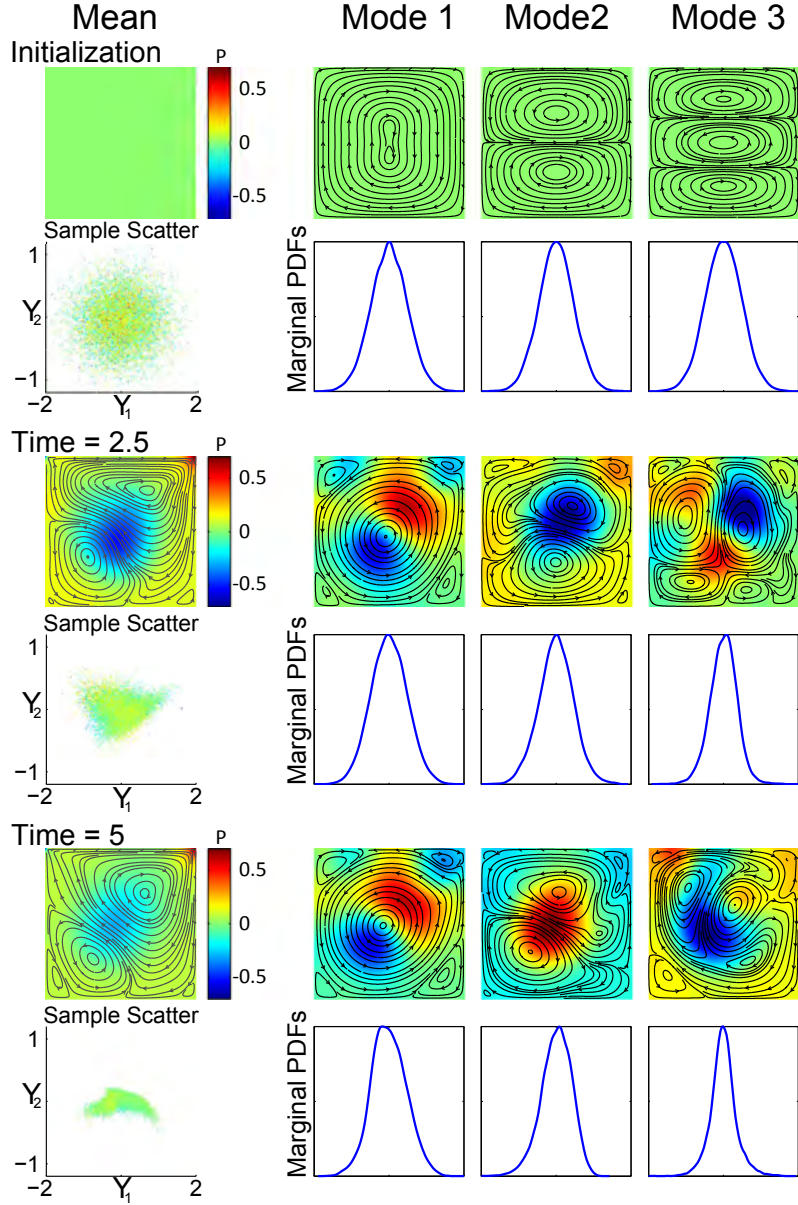 Mean Mode 1 Mode2 Mode 3
Initialization
P
0.5
0
-0.5
Sample Scatter
1
Y2
−1
−2 Y1 2
Marginal PDFs
Time = 2.5
P
0.5
0
-0.5
Sample Scatter
1
Y2
−1
−2 Y1 2
Marginal PDFs
Time = 5
P
0.5
0
-0.5
Sample Scatter
1
Y2
−1
−2 Y1 2
Marginal PDFs